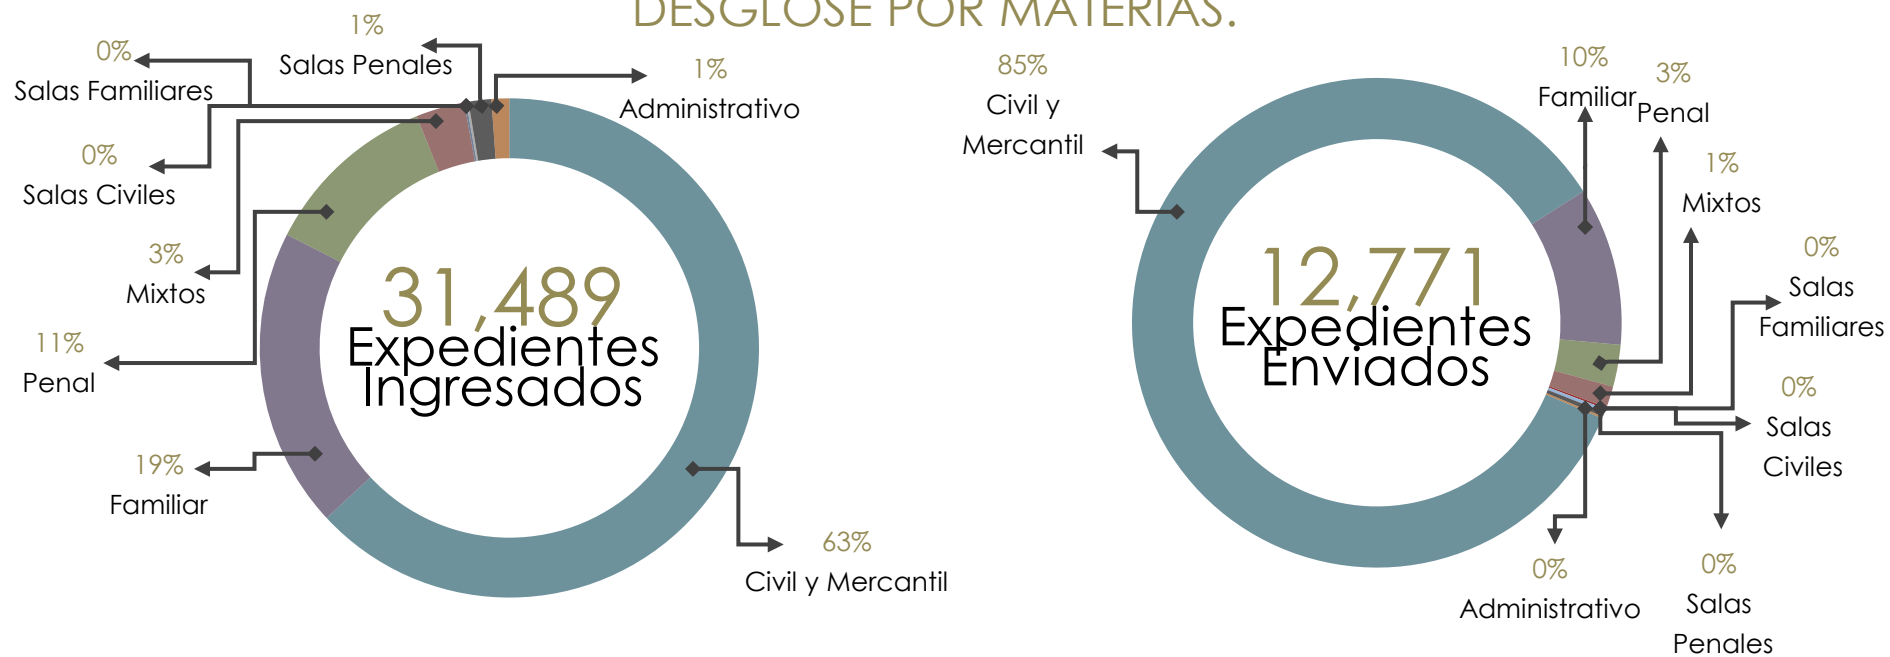 DESGLOSE POR MATERIAS.
0%
Salas Familiares
1%
Salas Penales
1%
Administrativo
0%
Salas Civiles
3%
Mixtos
11%
Penal
19%
Familiar
63%
Civil y Mercantil
31,489
Expedientes
Ingresados
85%
Civil y
Mercantil
10%
Familiar
3%
Penal
1%
Mixtos
0%
Salas
Familiares
0%
Salas
Civiles
0%
Salas
Penales
0%
Administrativo
12,771
Expedientes
Enviados